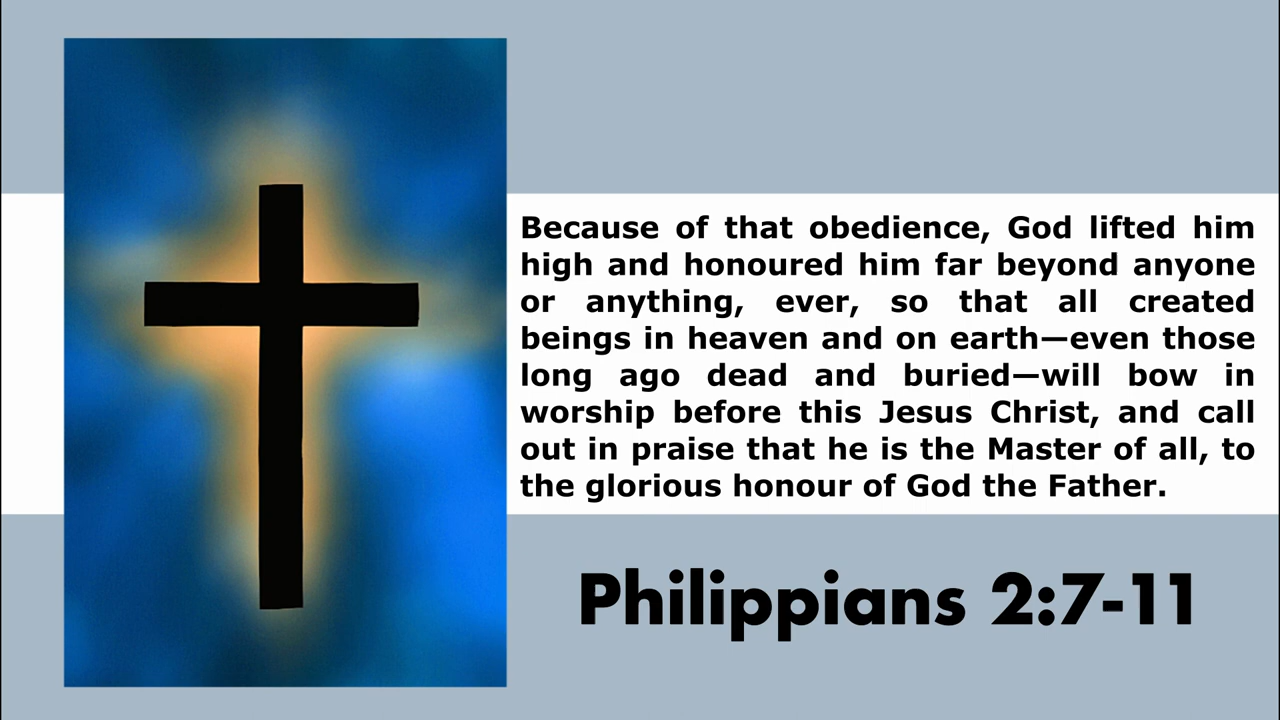 Because of that obedience, God lifted him
high and honoured him far beyond anyone
or anything, ever, so that all created
beings in heaven and on earth—even those
long ago dead and buried—will bow in
worship before this Jesus Christ, and call
out in praise that he is the Master of all, to
the glorious honour of God the Father.
Philippians 2:7-11